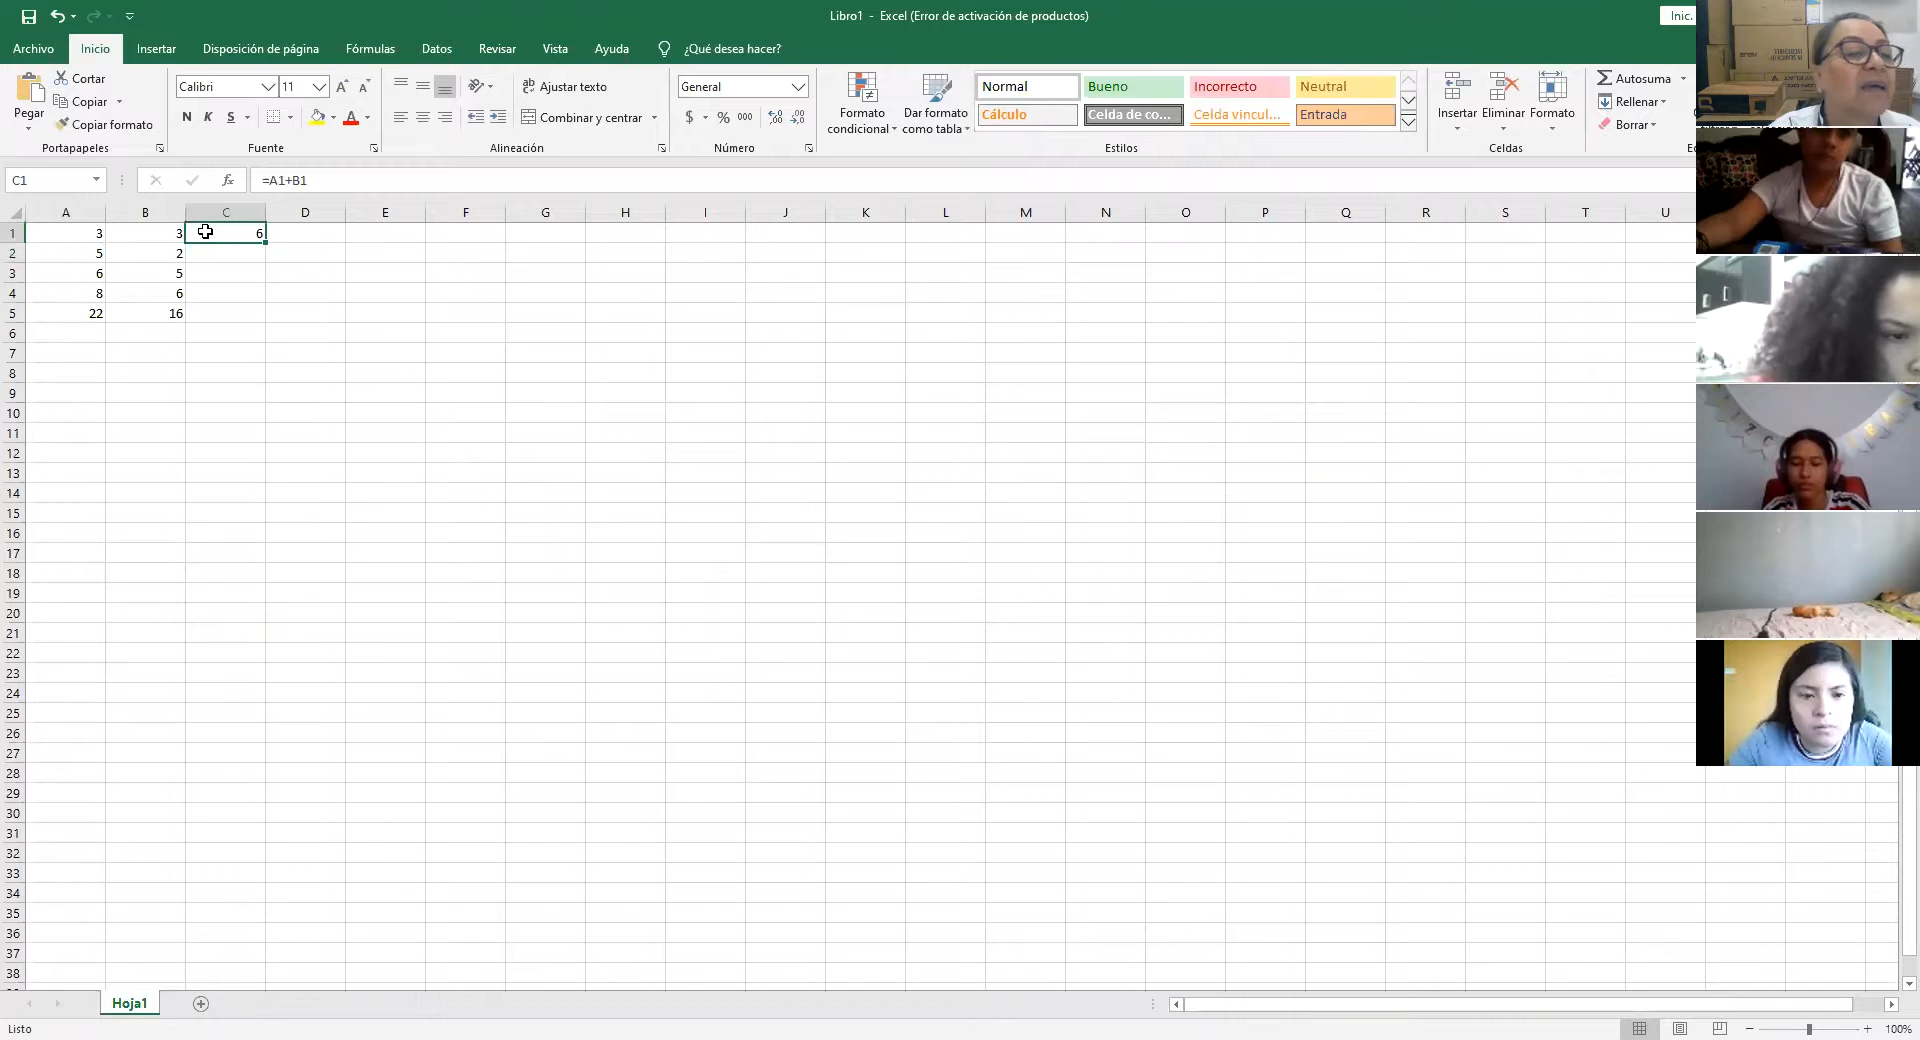 Libro1 - Excel (Error de activación de productos)
Inic.
Archivo Inicio Insertar Disposición de página Fórmulas Datos Revisar Vista Ayuda ¿Qué desea hacer?
Pegar
Cortar
Copiar
Copiar formato
Portapapeles
Calibri 11
N K S
Fuente
Ajustar texto
Combinar y centrar
Alineación
General
$ % 000
Número
Formato condicional
Dar formato como tabla
Normal Bueno Incorrecto Neutral
Cálculo Celda de co... Celda vincul... Entrada
Estilos
Insertar Eliminar Formato
Celdas
Autosuma
Rellenar
Borrar
C1 fx =A1+B1
A B C D E F G H I J K L M N O P Q R S T U
1 3 3 6
2 5 2
3 6 5
4 8 6
5 22 16
6
7
8
9
10
11
12
13
14
15
16
17
18
19
20
21
22
23
24
25
26
27
28
29
30
31
32
33
34
35
36
37
38
Hoja1
Listo
100%